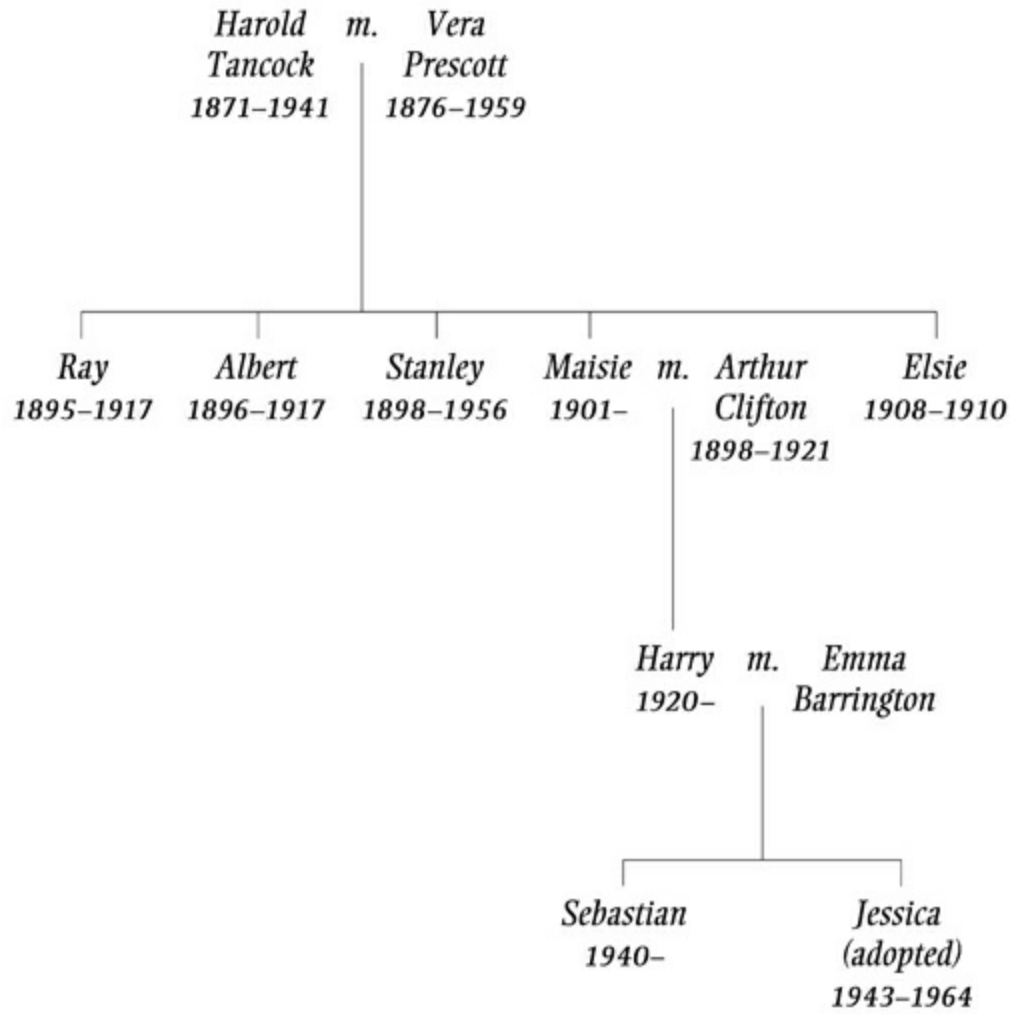 Harold m. Vera
Tancock Prescott
1871–1941 1876–1959
Ray Albert Stanley Maisie m. Arthur Elsie
1895–1917 1896–1917 1898–1956 1901– Clifton 1908–1910
1898–1921
Harry m. Emma
1920– Barrington
Sebastian Jessica
1940– (adopted)
1943–1964